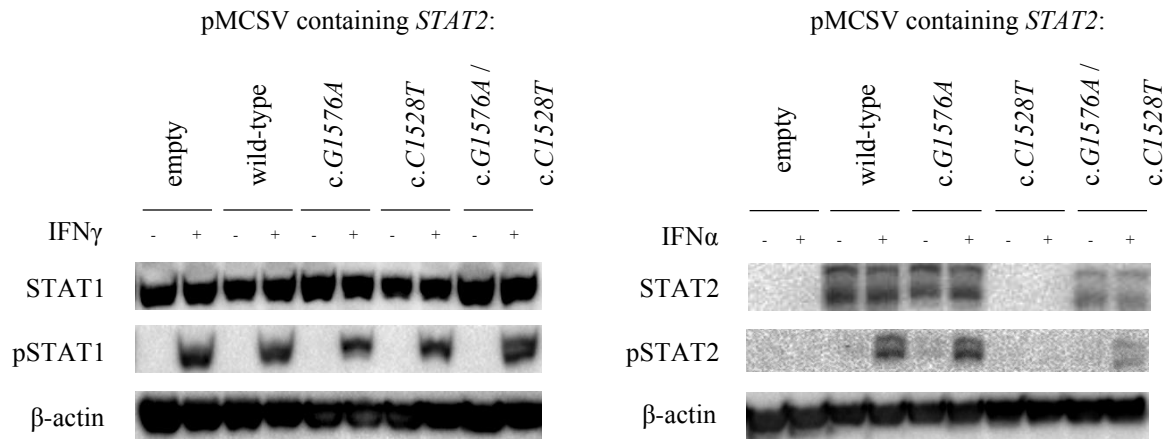 pMCSV containing STAT2:
empty
wild-type
c.G1576A
c.C1528T
c.G1576A /
c.C1528T
IFNγ - + - + - + - + - +
STAT1
pSTAT1
β-actin
pMCSV containing STAT2:
empty
wild-type
c.G1576A
c.C1528T
c.G1576A /
c.C1528T
IFNα - + - + - + - + - +
STAT2
pSTAT2
β-actin